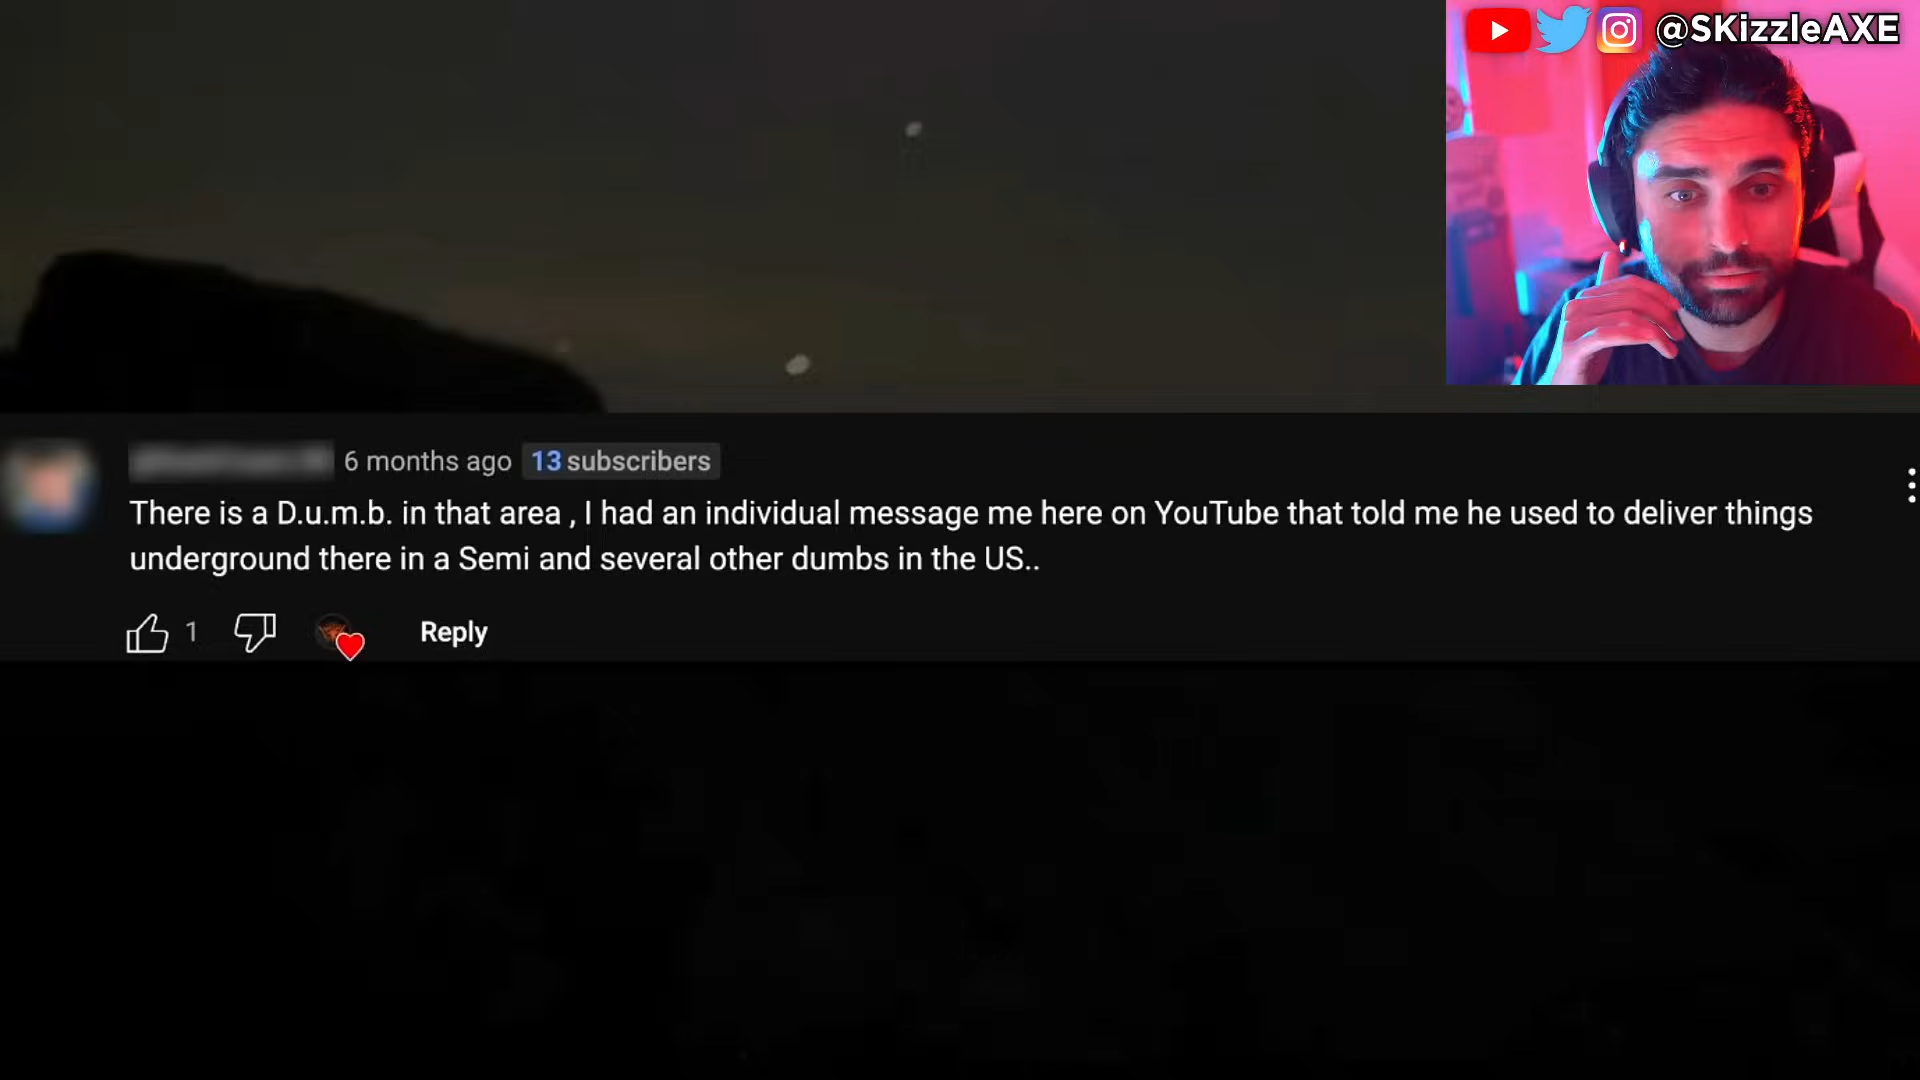 @SKizzleAXE
6 months ago 13 subscribers
There is a D.u.m.b. in that area , I had an individual message me here on YouTube that told me he used to deliver things
underground there in a Semi and several other dumbs in the US..
1 Reply